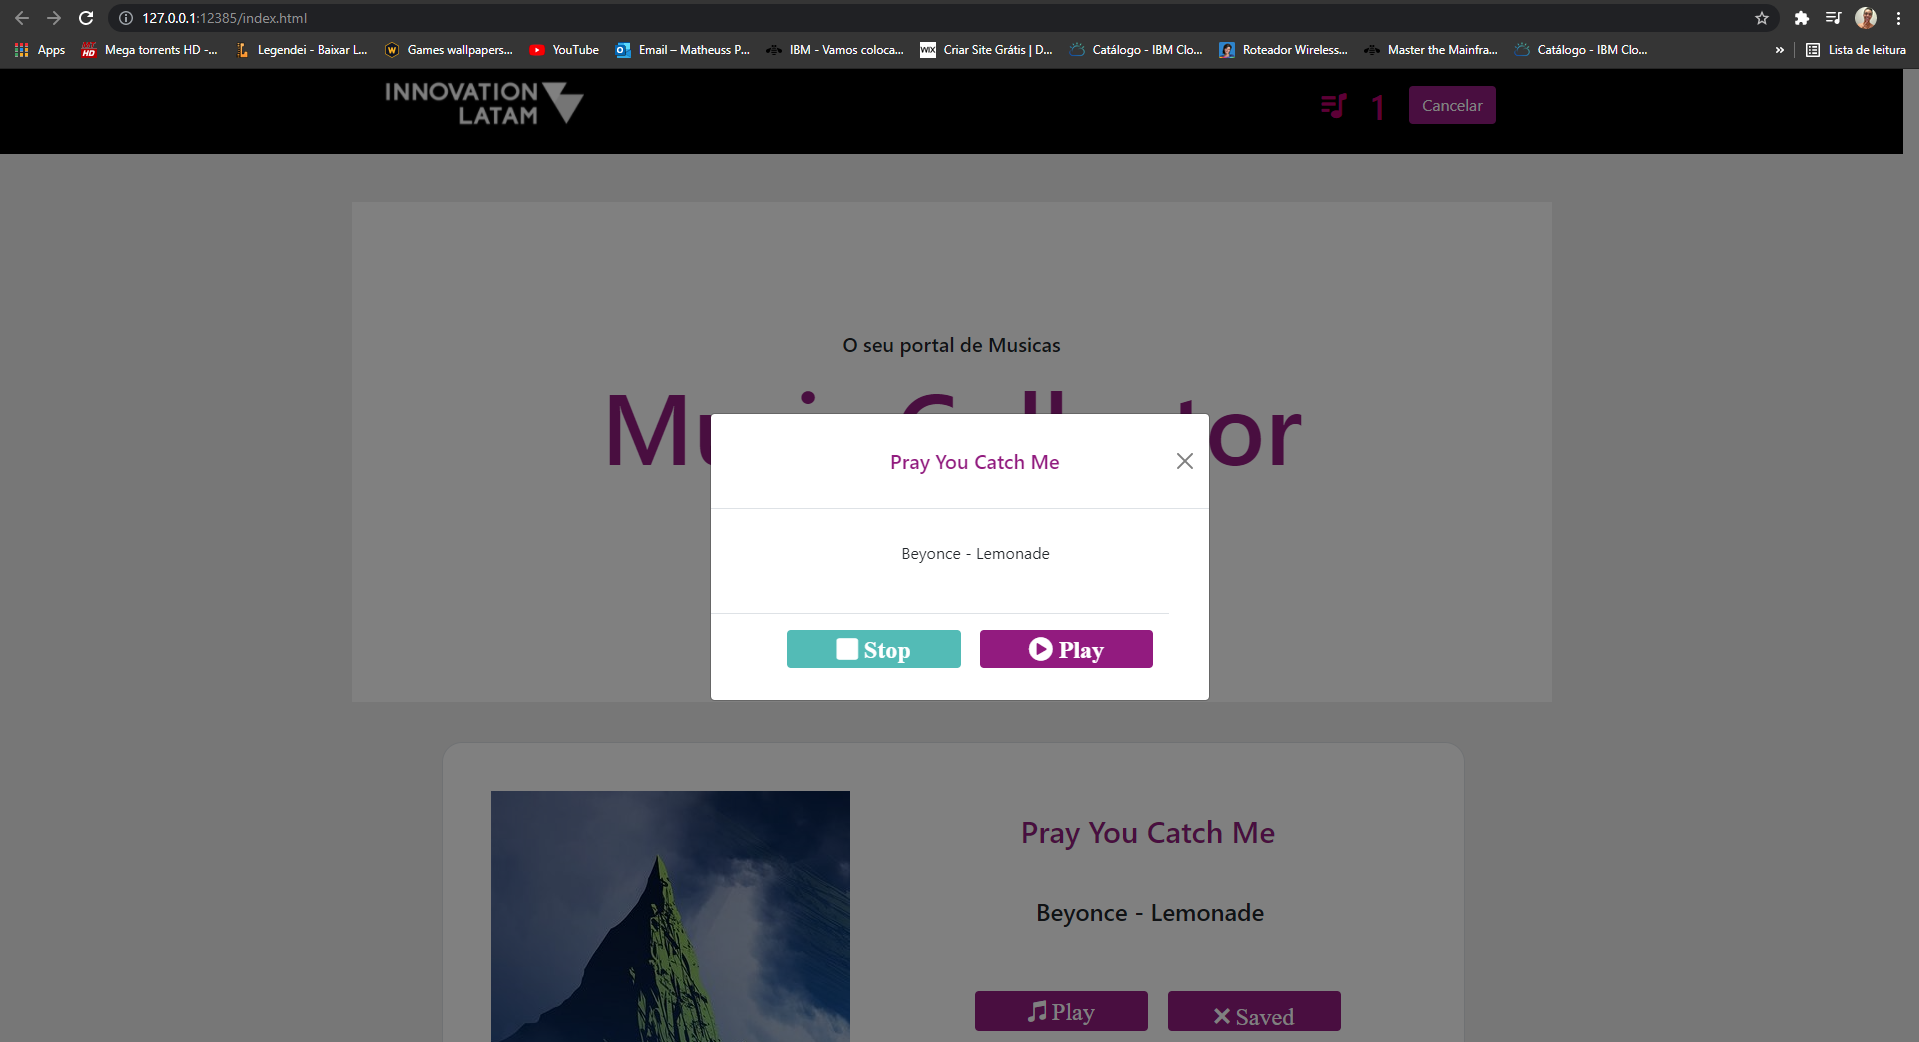 127.0.0.1:12385/index.html
Apps
Mega torrents HD -...
Legendei - Baixar L...
Games wallpapers...
YouTube
Email – Matheuss P...
IBM - Vamos coloca...
WIX
Criar Site Grátis | D...
Catálogo - IBM Clo...
Roteador Wireless...
Master the Mainfra...
Catálogo - IBM Clo...
»
Lista de leitura
INNOVATION
LATAM
1
Cancelar
O seu portal de Musicas
Pray You Catch Me
Beyonce - Lemonade
Stop
Play
Pray You Catch Me
Beyonce - Lemonade
Play
Saved